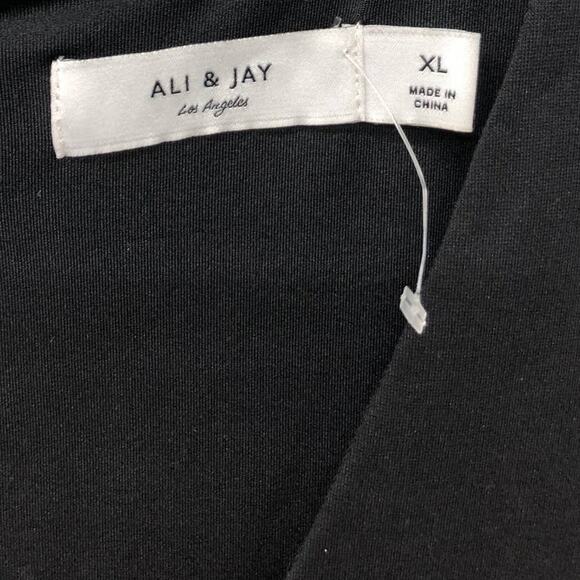 ALI & JAY
Los Angeles
XL
MADE IN
CHINA